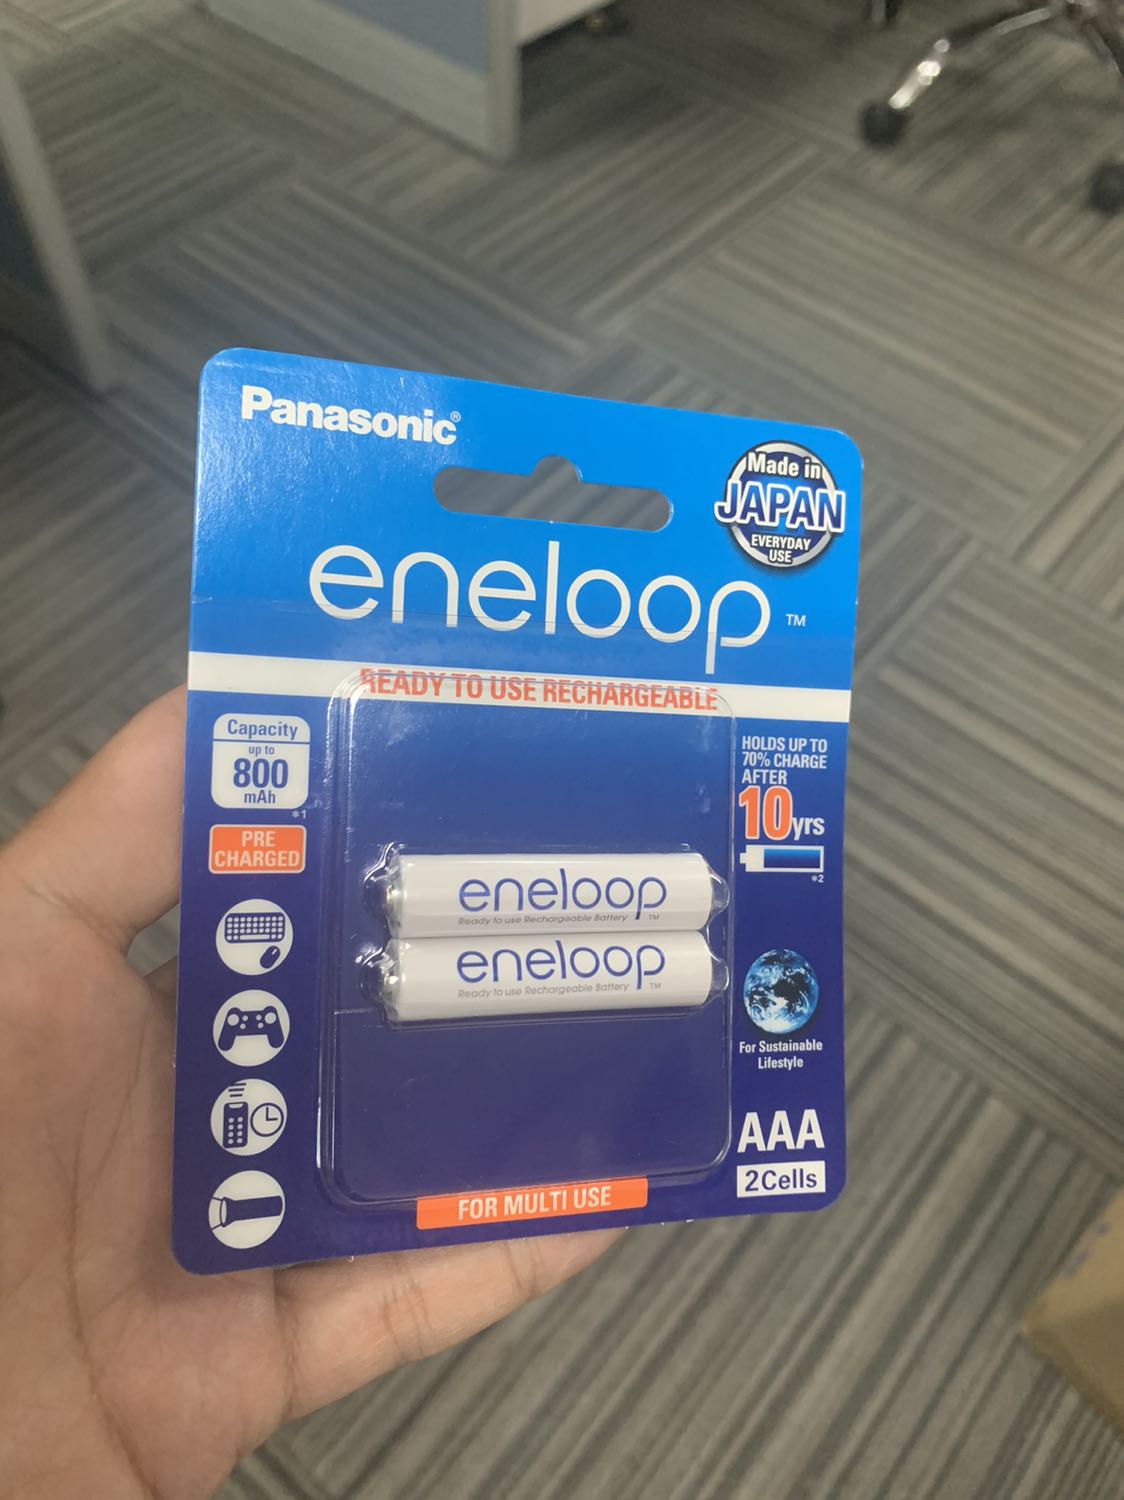 Panasonic®
Made in
JAPAN
EVERYDAY
USE
eneloop™
READY TO USE RECHARGEABLE
Capacity
up to
800
mAh
*1
PRE
CHARGED
HOLDS UP TO
70% CHARGE
AFTER
10yrs
*2
eneloop
Ready to use Rechargeable Battery ™
eneloop
Ready to use Rechargeable Battery ™
For Sustainable
Lifestyle
AAA
2Cells
FOR MULTI USE